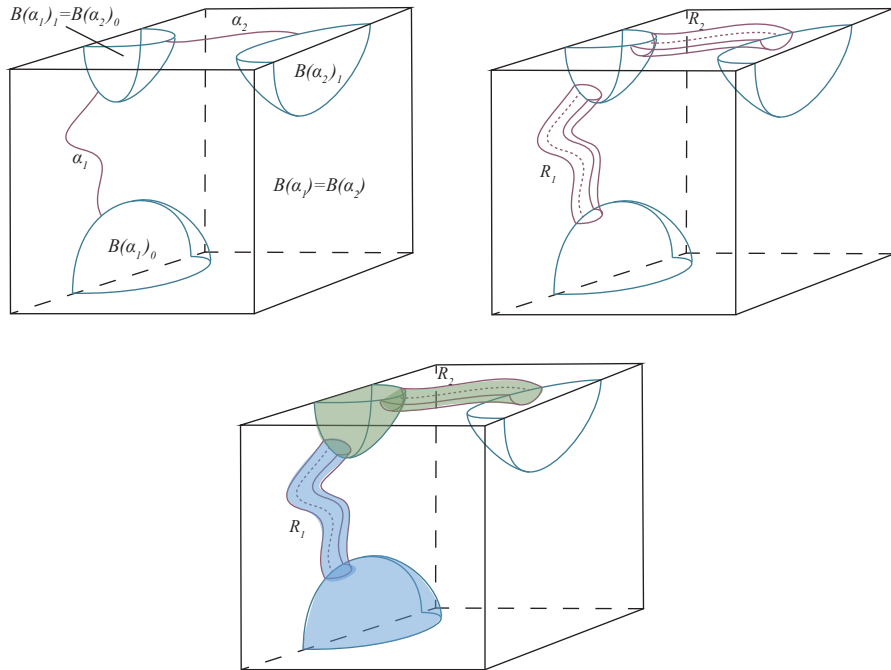 B(α₁)₁=B(α₂)₀
α₂
B(α₂)₁
α₁
B(α₁)=B(α₂)
B(α₁)₀
R₂
R₁
R₂
R₁